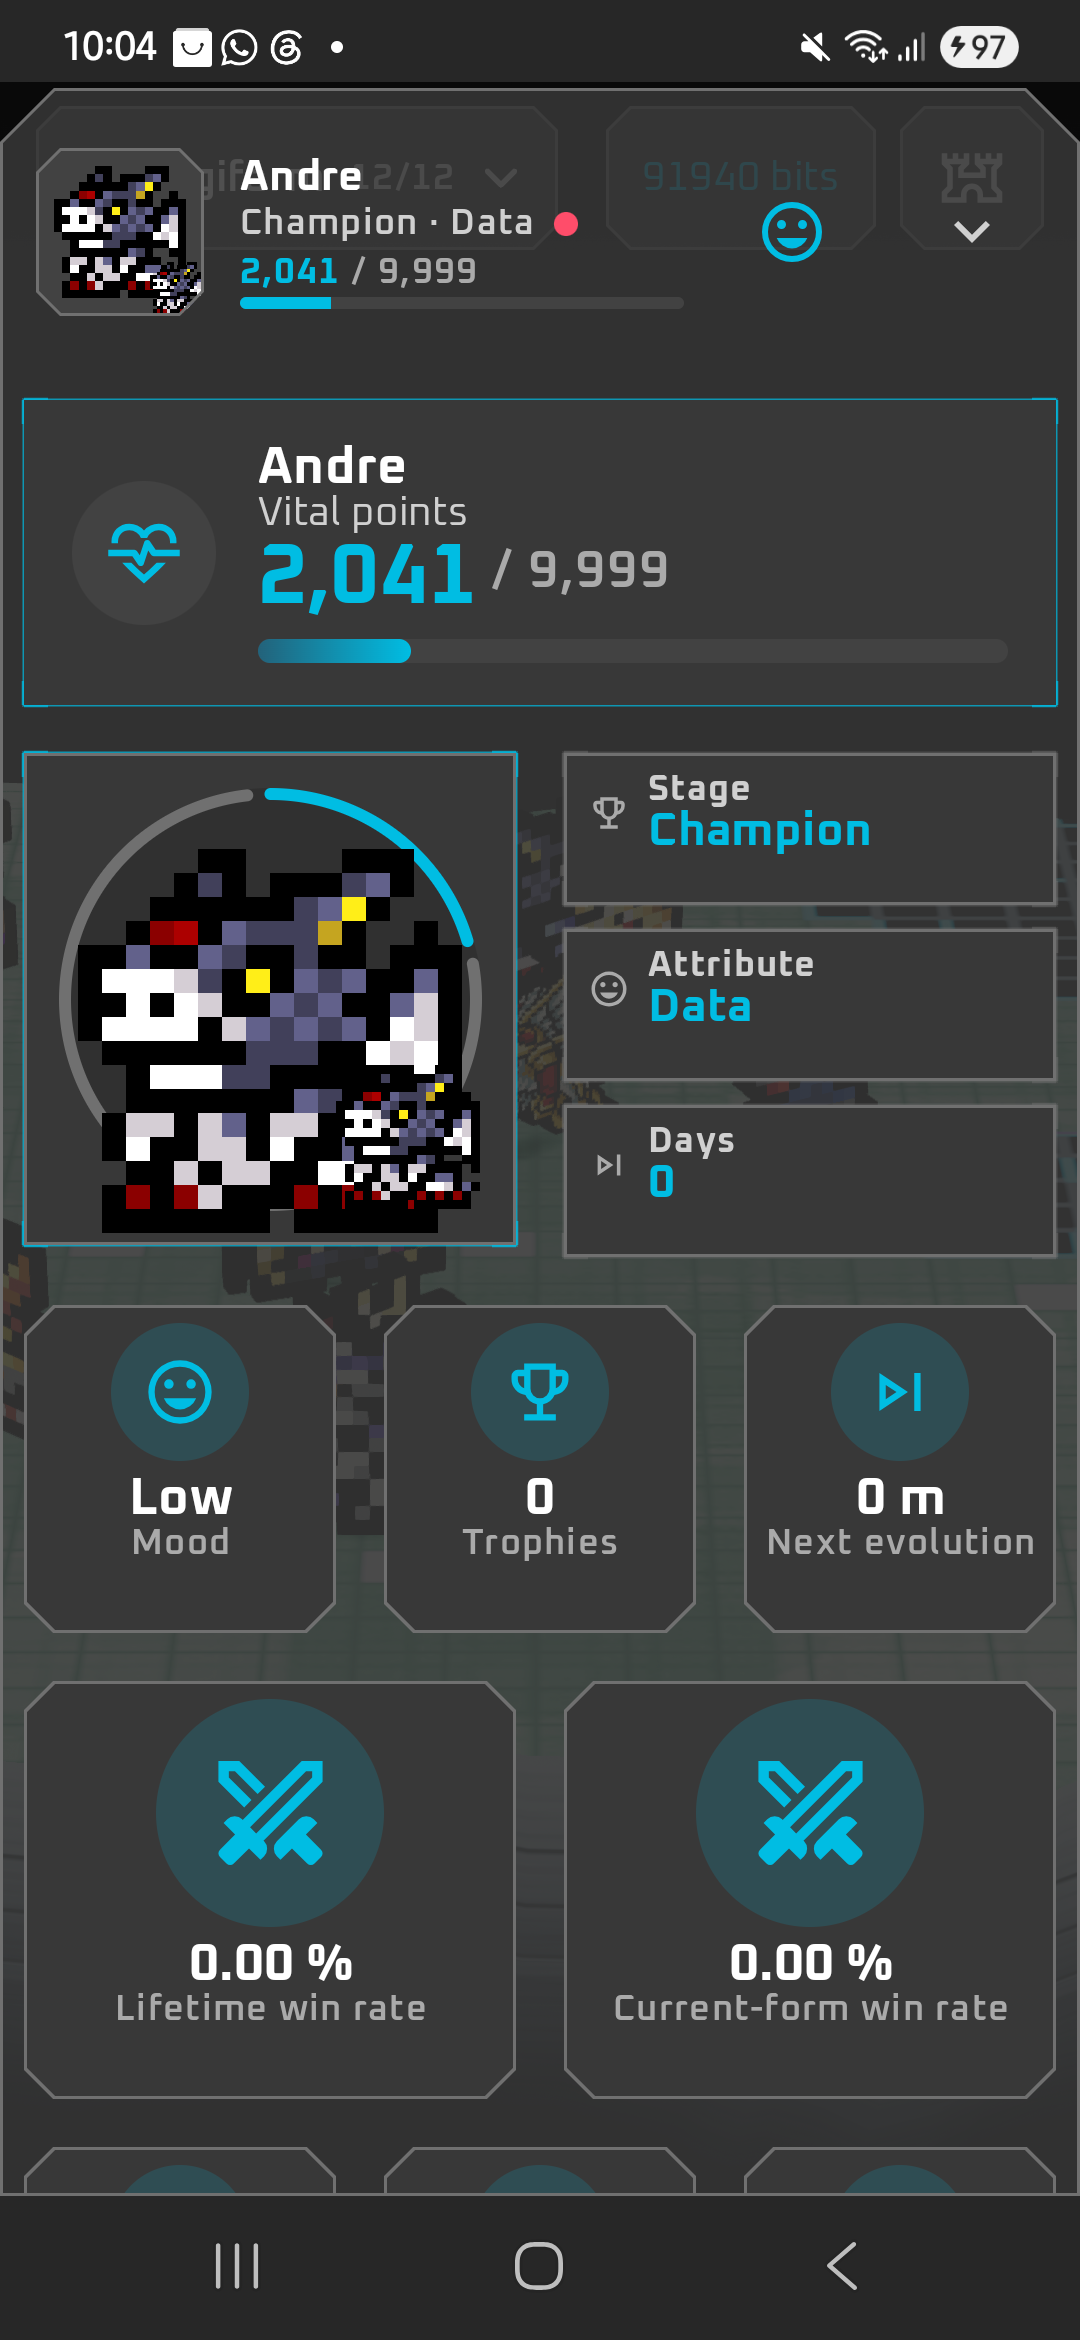 10:04
97
12/12
91940 bits
Andre
Champion · Data
2,041 / 9,999
Andre
Vital points
2,041 / 9,999
Stage
Champion
Attribute
Data
Days
0
Low
Mood
0
Trophies
0 m
Next evolution
0.00 %
Lifetime win rate
0.00 %
Current-form win rate